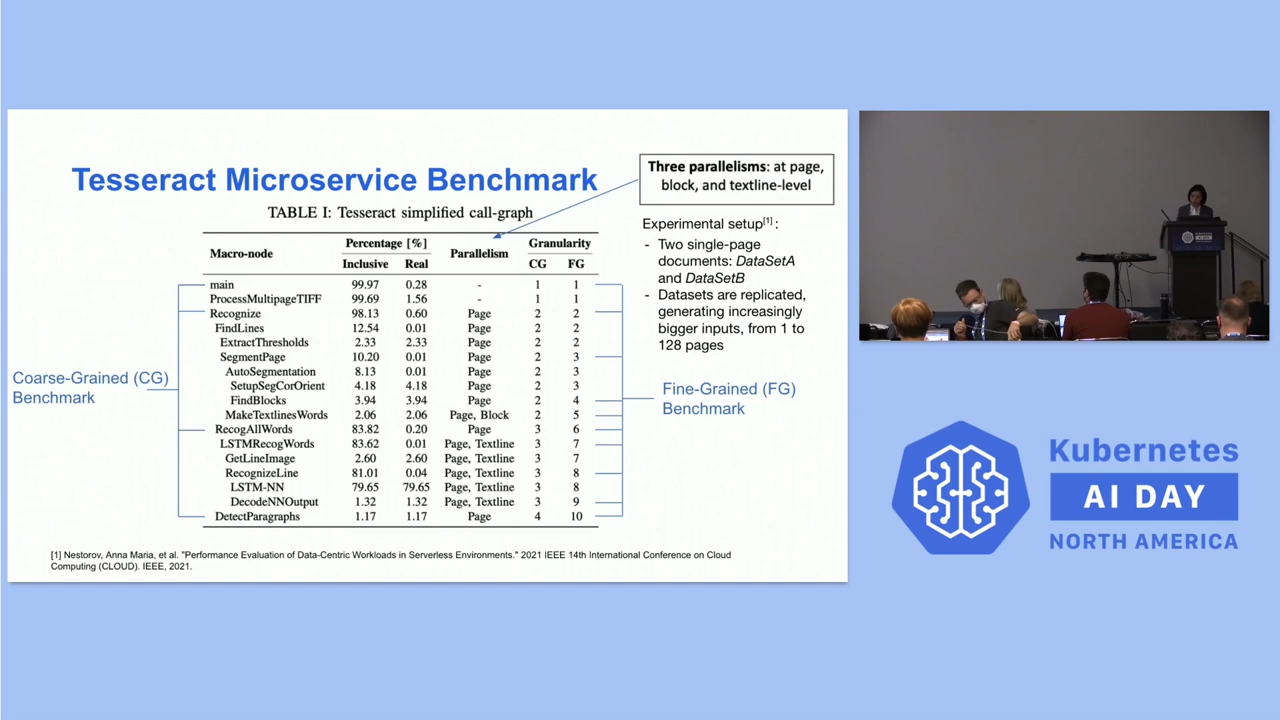 Tesseract Microservice Benchmark
Three parallelisms: at page,
block, and textline-level
TABLE I: Tesseract simplified call-graph
Macro-node Percentage [%] Parallelism Granularity
Inclusive Real CG FG
main 99.97 0.28 - 1 1
ProcessMultipageTIFF 99.69 1.56 - 1 1
Recognize 98.13 0.60 Page 2 2
FindLines 12.54 0.01 Page 2 2
ExtractThresholds 2.33 2.33 Page 2 2
SegmentPage 10.20 0.01 Page 2 3
AutoSegmentation 8.13 0.01 Page 2 3
SetupSegCorOrient 4.18 4.18 Page 2 3
FindBlocks 3.94 3.94 Page 2 4
MakeTextlinesWords 2.06 2.06 Page, Block 2 5
RecogAllWords 83.82 0.20 Page 3 6
LSTMRecogWords 83.62 0.01 Page, Textline 3 7
GetLineImage 2.60 2.60 Page, Textline 3 7
RecognizeLine 81.01 0.04 Page, Textline 3 8
LSTM-NN 79.65 79.65 Page, Textline 3 8
DecodeNNOutput 1.32 1.32 Page, Textline 3 9
DetectParagraphs 1.17 1.17 Page 4 10
Coarse-Grained (CG)
Benchmark
Experimental setup[1] :
- Two single-page
documents: DataSetA
and DataSetB
- Datasets are replicated,
generating increasingly
bigger inputs, from 1 to
128 pages
Fine-Grained (FG)
Benchmark
[1] Nestorov, Anna Maria, et al. "Performance Evaluation of Data-Centric Workloads in Serverless Environments." 2021 IEEE 14th International Conference on Cloud
Computing (CLOUD). IEEE, 2021.
Kubernetes
AI DAY
NORTH AMERICA